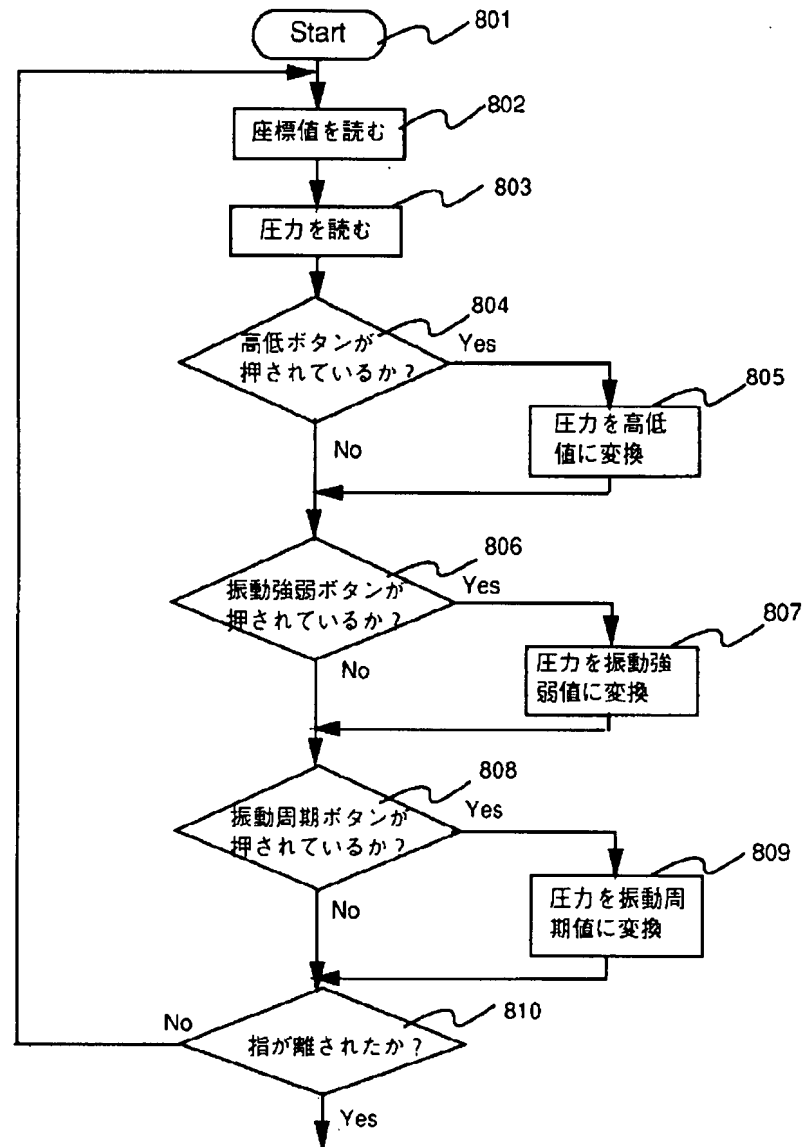 Start
801
802
座標値を読む
803
圧力を読む
804
高低ボタンが
押されているか?
Yes
805
圧力を高低
値に変換
No
806
振動強弱ボタンが
押されているか?
Yes
807
圧力を振動強
弱値に変換
No
808
振動周期ボタンが
押されているか?
Yes
809
圧力を振動周
期値に変換
No
810
No
指が離されたか?
Yes